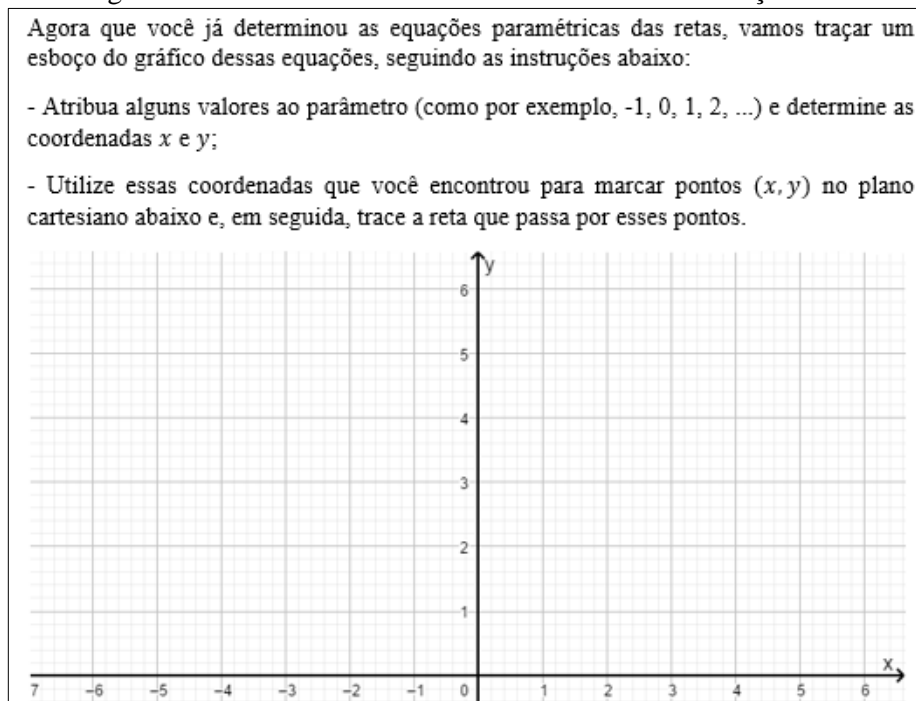 Agora que você já determinou as equações paramétricas das retas, vamos traçar um
esboço do gráfico dessas equações, seguindo as instruções abaixo:
- Atribua alguns valores ao parâmetro (como por exemplo, -1, 0, 1, 2, ...) e determine as
coordenadas x e y;
- Utilize essas coordenadas que você encontrou para marcar pontos (x, y) no plano
cartesiano abaixo e, em seguida, trace a reta que passa por esses pontos.
y
6
5
4
3
2
1
x
7 −6 −5 −4 −3 −2 −1 0 1 2 3 4 5 6